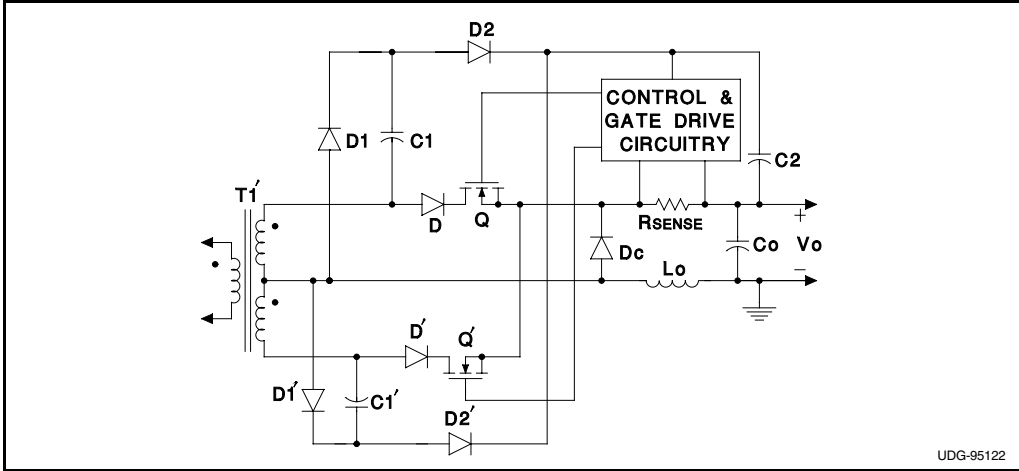 D2
CONTROL &
GATE DRIVE
CIRCUITRY
D1
C1
C2
T1′
D
Q
RSENSE
Dc
Co
+
Vo
−
Lo
D′
Q′
D1′
C1′
D2′
UDG-95122